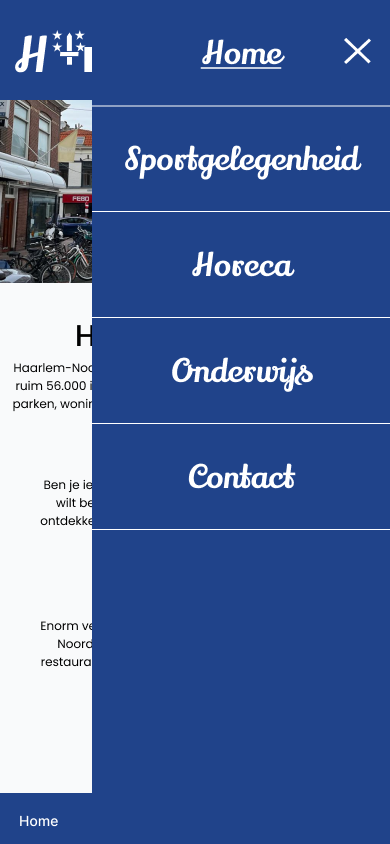 H
Home
Sportgelegenheid
Horeca
Onderwijs
Contact
FEBO
H
Haarlem-Noo
ruim 56.000 i
parken, wonin
Ben je ie
wilt be
ontdekke
Enorm ve
Noord
restaura
Home